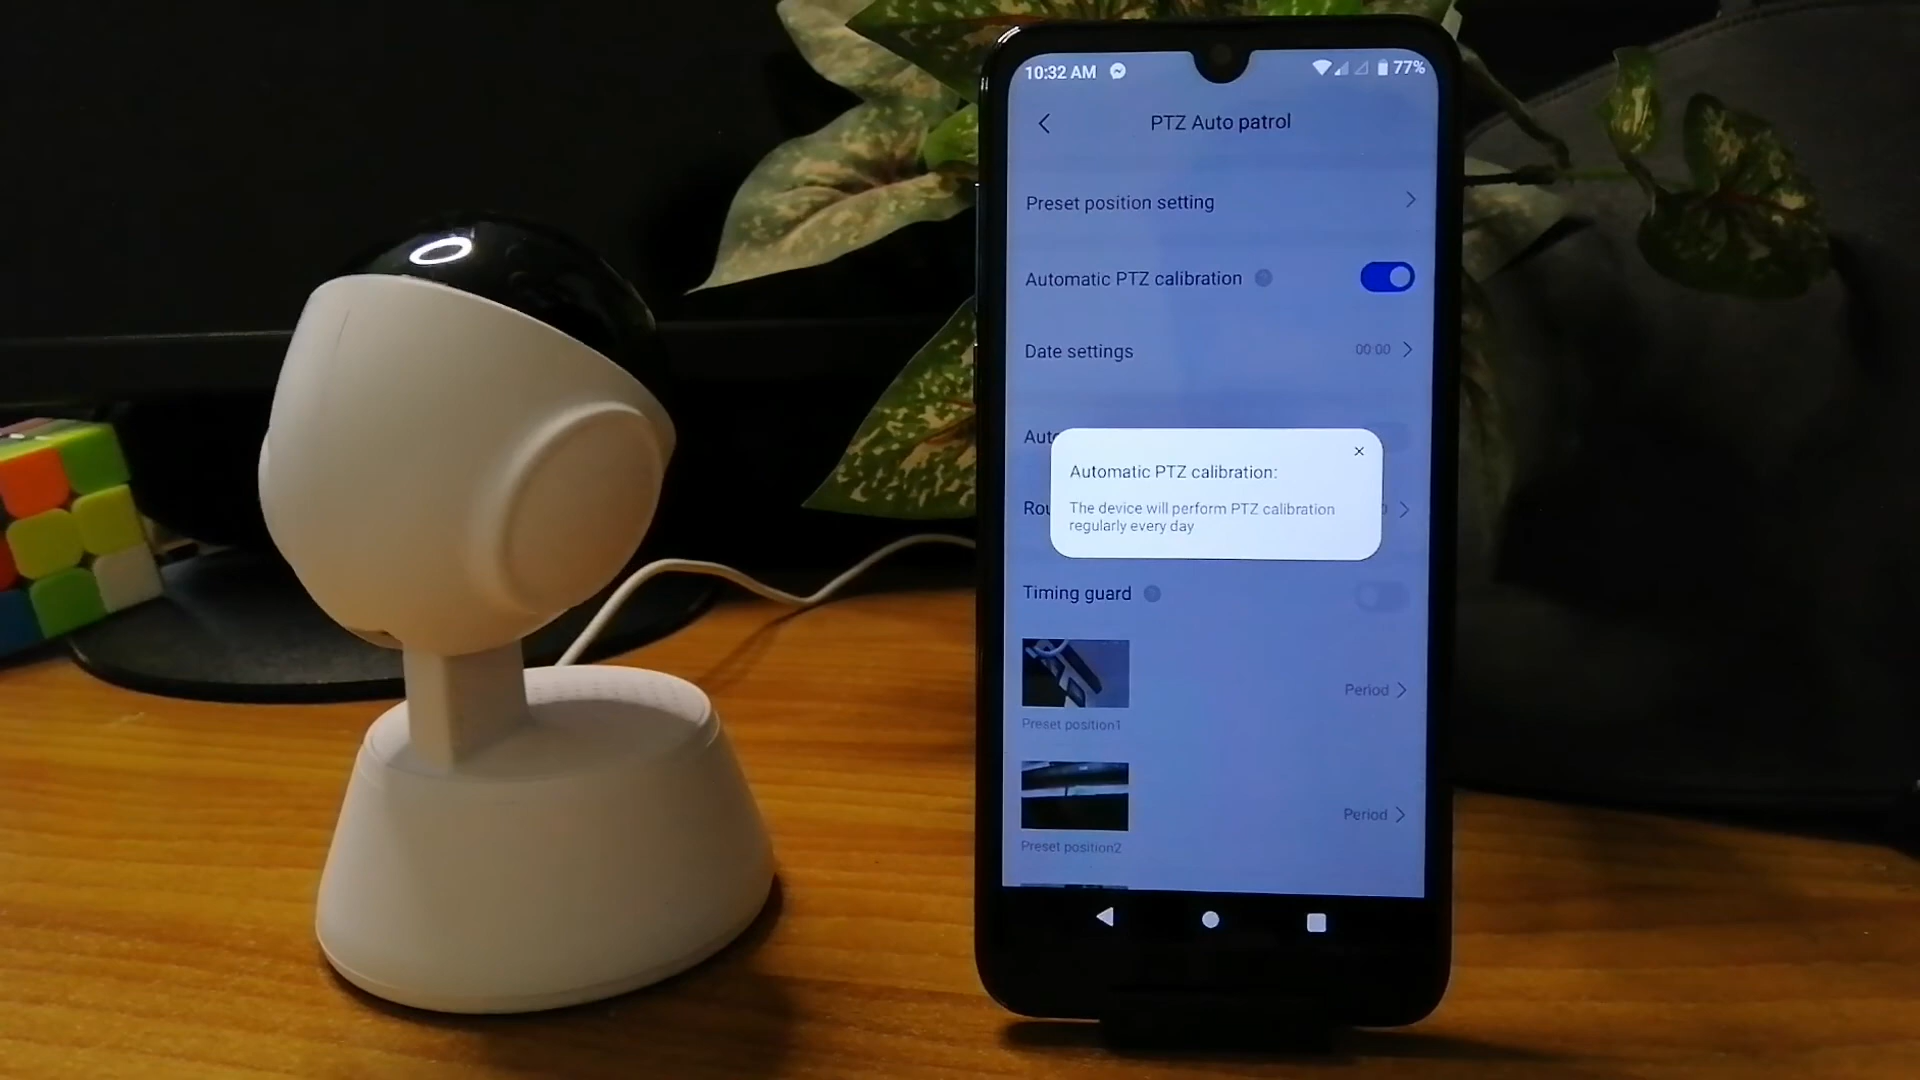 10:32 AM
77%
PTZ Auto patrol
Preset position setting
Automatic PTZ calibration
Date settings
00:00
Automatic PTZ calibration:
The device will perform PTZ calibration
regularly every day
Timing guard
Period
Preset position1
Period
Preset position2